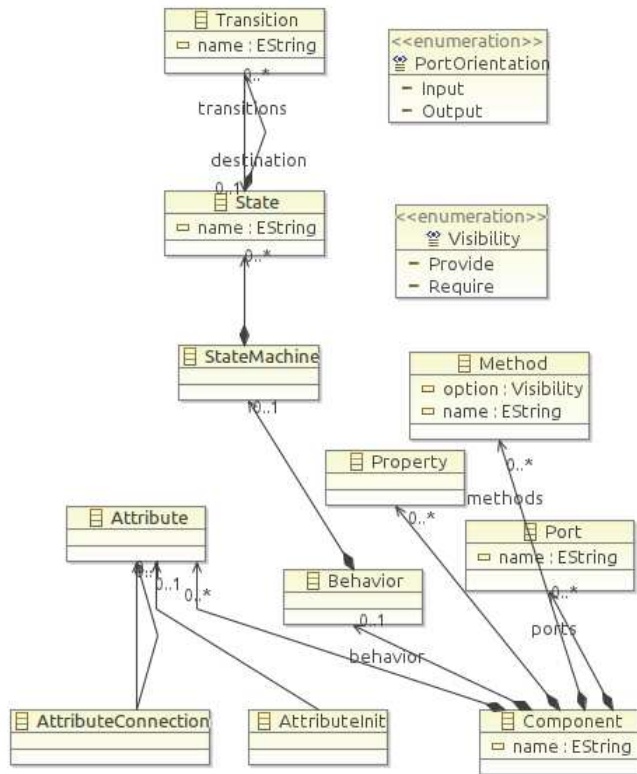 Transition
name : EString
0..*
transitions
destination
0..1
State
name : EString
0..*
<<enumeration>>
PortOrientation
Input
Output
<<enumeration>>
Visibility
Provide
Require
StateMachine
0..1
Method
option : Visibility
name : EString
0..*
methods
Property
0..*
Port
name : EString
0..*
ports
Attribute
0..1
0..*
Behavior
0..1
behavior
AttributeConnection
AttributeInit
Component
name : EString